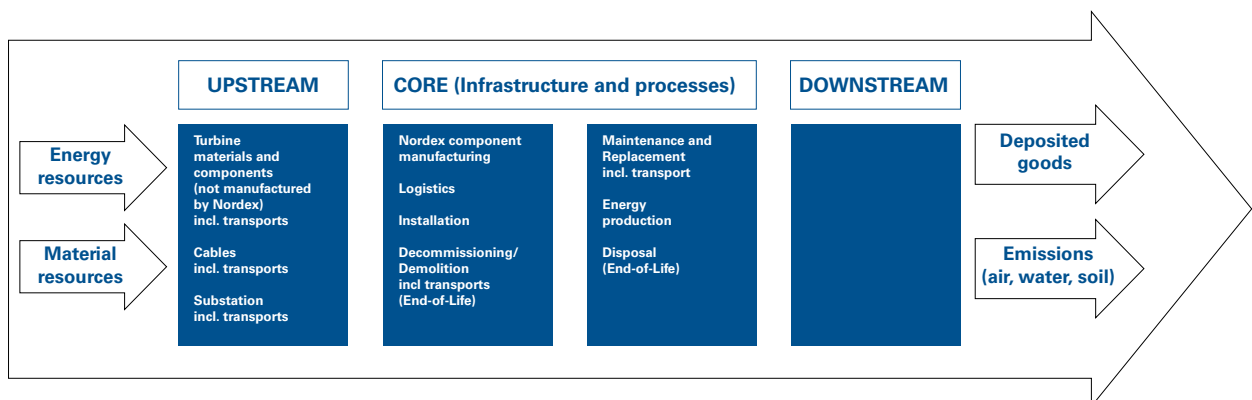 UPSTREAM
CORE (Infrastructure and processes)
DOWNSTREAM
Energy
resources
Material
resources
Turbine
materials and
components
(not manufactured
by Nordex)
incl. transports
Cables
incl. transports
Substation
incl. transports
Nordex component
manufacturing
Logistics
Installation
Decommissioning/
Demolition
incl transports
(End-of-Life)
Maintenance and
Replacement
incl. transport
Energy
production
Disposal
(End-of-Life)
Deposited
goods
Emissions
(air, water, soil)